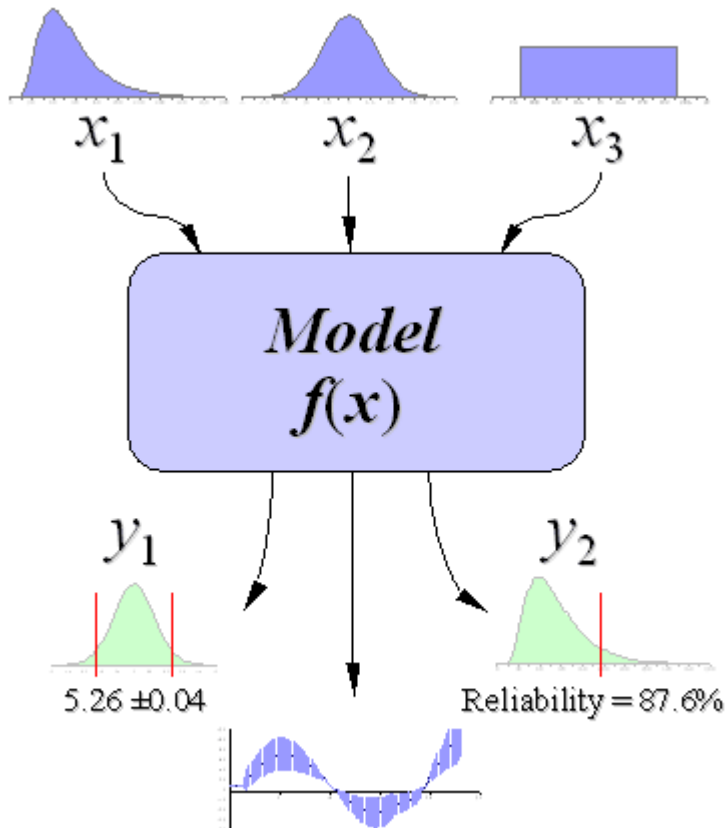 x1
x2
x3
Model
f(x)
y1
y2
5.26 ±0.04
Reliability = 87.6%